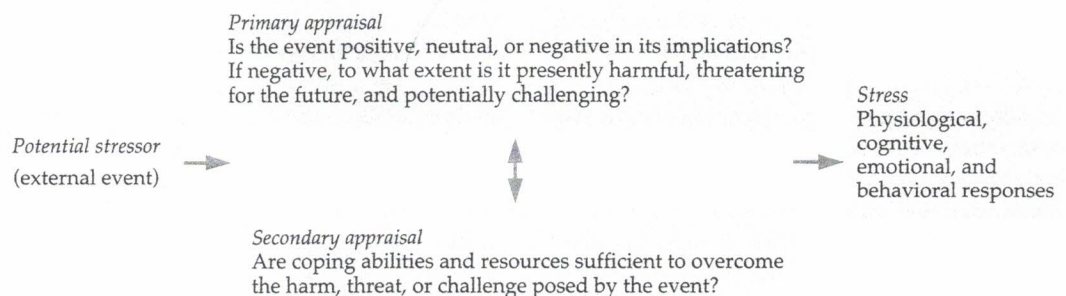 Primary appraisal
Is the event positive, neutral, or negative in its implications?
If negative, to what extent is it presently harmful, threatening
for the future, and potentially challenging?
Potential stressor
(external event)
Stress
Physiological,
cognitive,
emotional, and
behavioral responses
Secondary appraisal
Are coping abilities and resources sufficient to overcome
the harm, threat, or challenge posed by the event?